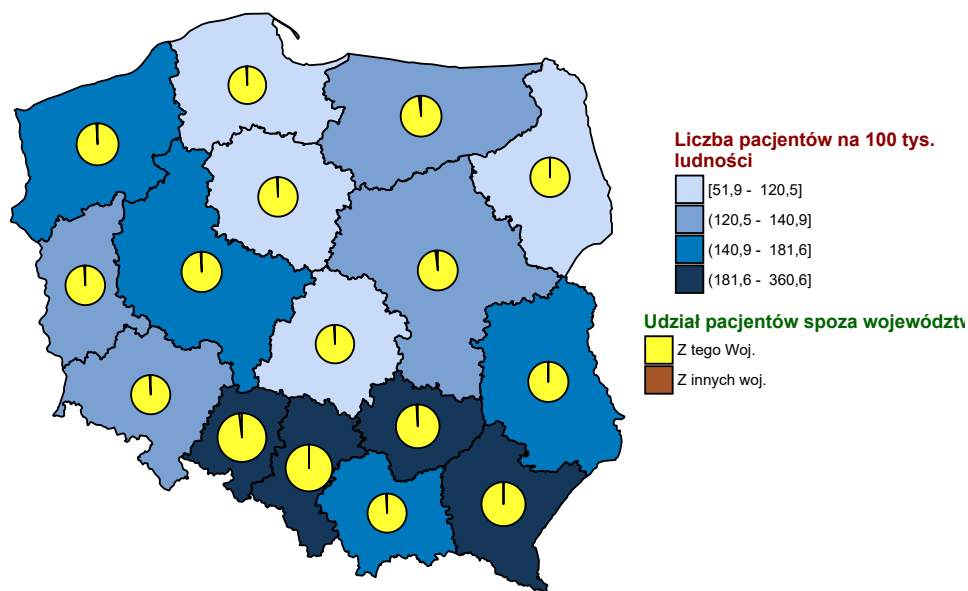 Liczba pacjentów na 100 tys.
ludności
[51,9 - 120,5]
(120,5 - 140,9]
(140,9 - 181,6]
(181,6 - 360,6]
Udział pacjentów spoza województw
Z tego Woj.
Z innych woj.